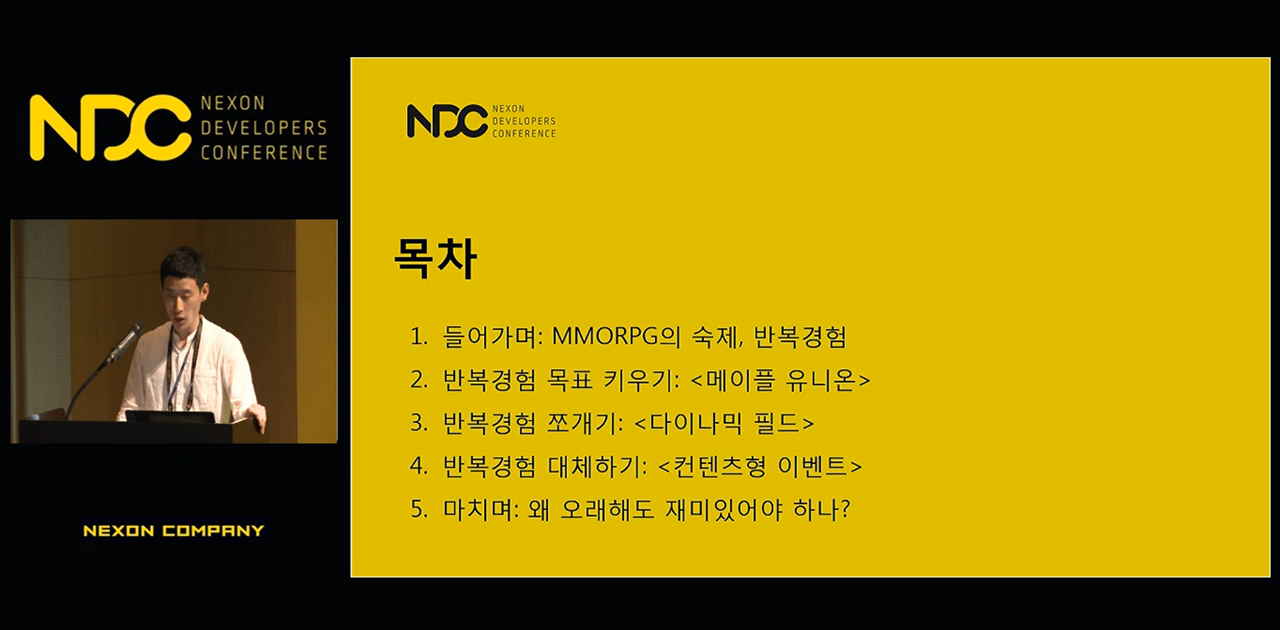 NDC NEXON
DEVELOPERS
CONFERENCE
NEXON COMPANY
NDC NEXON
DEVELOPERS
CONFERENCE
목차
1. 들어가며: MMORPG의 숙제, 반복경험
2. 반복경험 목표 키우기: <메이플 유니온>
3. 반복경험 쪼개기: <다이나믹 필드>
4. 반복경험 대체하기: <컨텐츠형 이벤트>
5. 마치며: 왜 오래해도 재미있어야 하나?